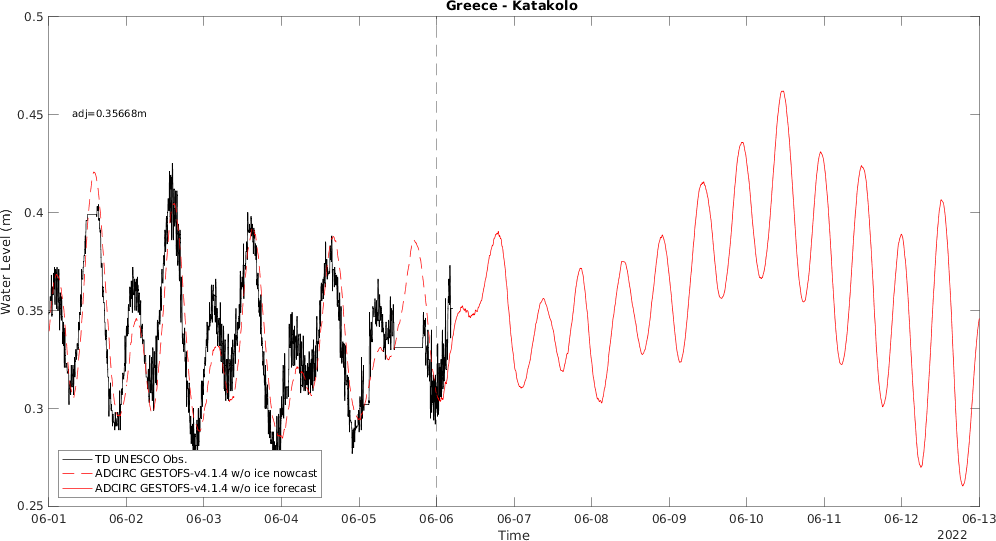 Greece - Katakolo
0.5
0.45
0.4
0.35
0.3
0.25
Water Level (m)
adj=0.35668m
TD UNESCO Obs.
ADCIRC GESTOFS-v4.1.4 w/o ice nowcast
ADCIRC GESTOFS-v4.1.4 w/o ice forecast
06-01 06-02 06-03 06-04 06-05 06-06 06-07 06-08 06-09 06-10 06-11 06-12 06-13
Time
2022